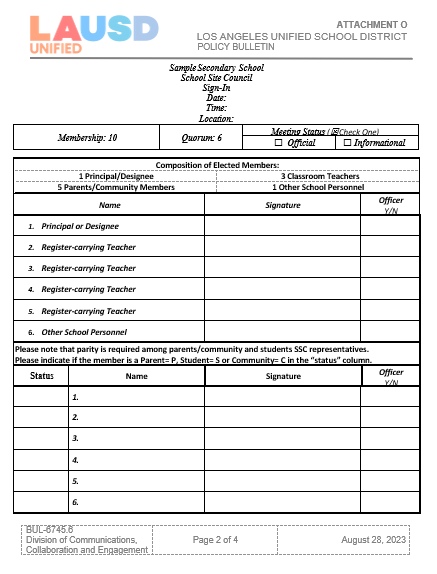 LAUSD
UNIFIED
ATTACHMENT O
LOS ANGELES UNIFIED SCHOOL DISTRICT
POLICY BULLETIN
Sample Secondary School
School Site Council
Sign-In
Date:
Time:
Location:
Membership: 10
Quorum: 6
Meeting Status (☒Check One)
☐ Official
☐ Informational
Composition of Elected Members:
1 Principal/Designee
3 Classroom Teachers
5 Parents/Community Members
1 Other School Personnel
Name
Signature
Officer
Y/N
1. Principal or Designee
2. Register-carrying Teacher
3. Register-carrying Teacher
4. Register-carrying Teacher
5. Register-carrying Teacher
6. Other School Personnel
Please note that parity is required among parents/community and students SSC representatives.
Please indicate if the member is a Parent= P, Student= S or Community= C in the “status” column.
Status
Name
Signature
Officer
Y/N
1.
2.
3.
4.
5.
6.
BUL-6745.6
Division of Communications,
Collaboration and Engagement
Page 2 of 4
August 28, 2023